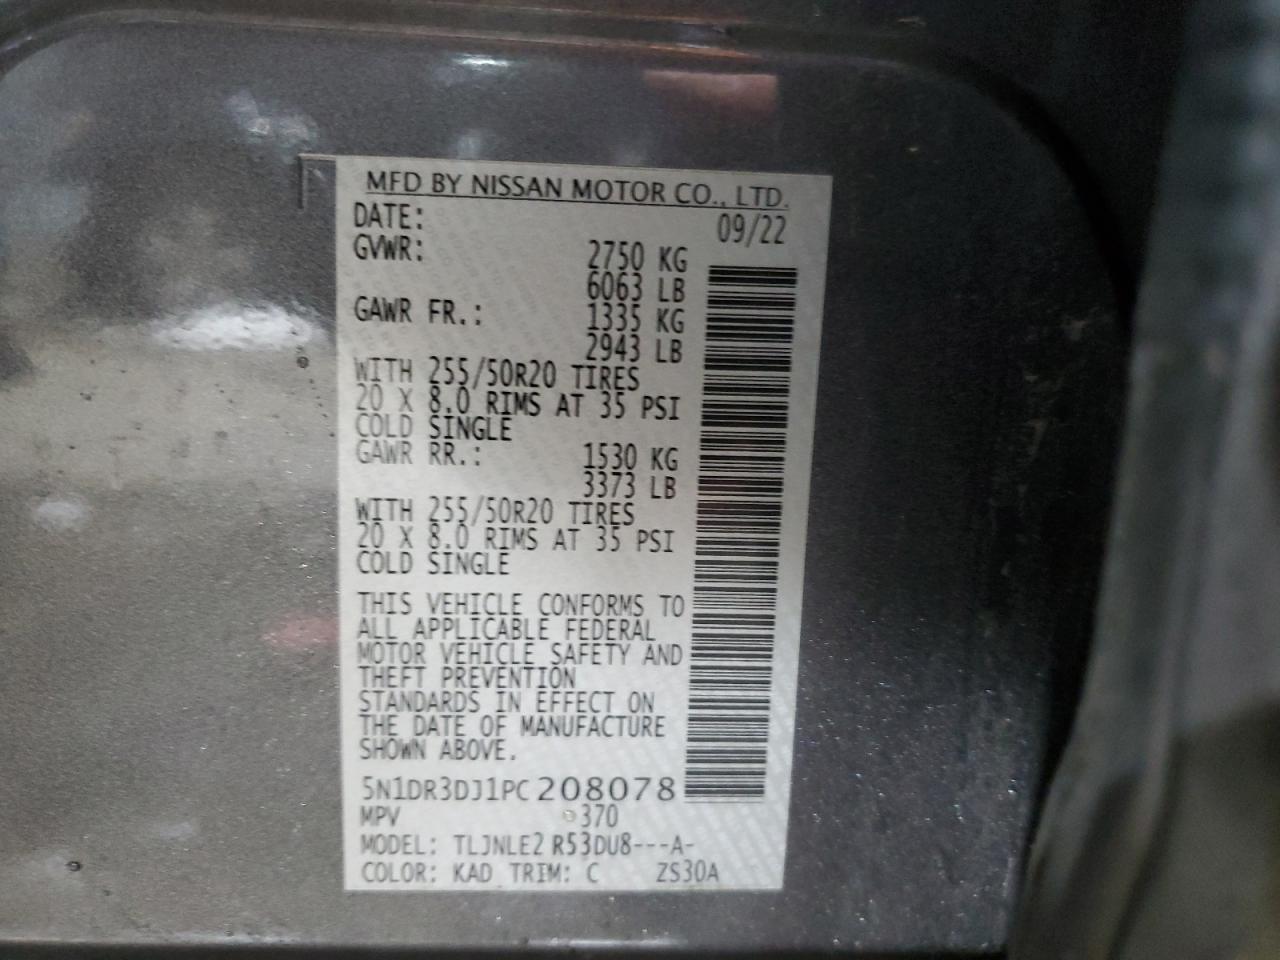 MFD BY NISSAN MOTOR CO., LTD.
DATE: 09/22
GVWR: 2750 KG
6063 LB
GAWR FR.: 1335 KG
2943 LB
WITH 255/50R20 TIRES
20 X 8.0 RIMS AT 35 PSI
COLD SINGLE
GAWR RR.: 1530 KG
3373 LB
WITH 255/50R20 TIRES
20 X 8.0 RIMS AT 35 PSI
COLD SINGLE
THIS VEHICLE CONFORMS TO
ALL APPLICABLE FEDERAL
MOTOR VEHICLE SAFETY AND
THEFT PREVENTION
STANDARDS IN EFFECT ON
THE DATE OF MANUFACTURE
SHOWN ABOVE.
5N1DR3DJ1PC208078
MPV 370
MODEL: TLJNLE2 R53DU8---A-
COLOR: KAD TRIM: C ZS30A